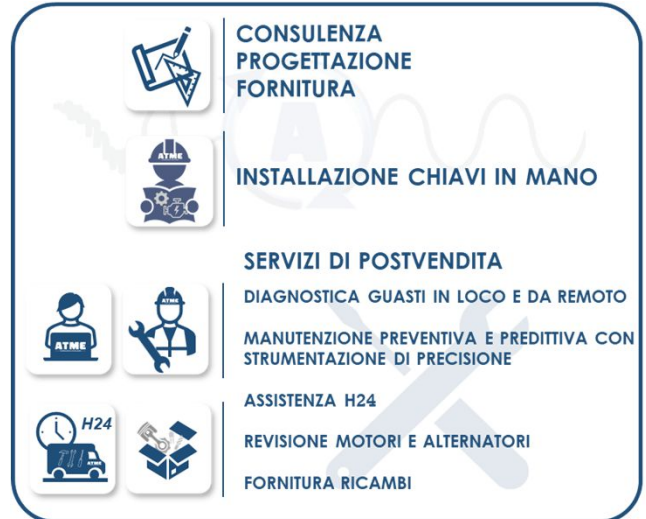 CONSULENZA
PROGETTAZIONE
FORNITURA
ATME
INSTALLAZIONE CHIAVI IN MANO
SERVIZI DI POSTVENDITA
ATME
ATME
DIAGNOSTICA GUASTI IN LOCO E DA REMOTO
MANUTENZIONE PREVENTIVA E PREDITTIVA CON
STRUMENTAZIONE DI PRECISIONE
H24
ATME
ASSISTENZA H24
REVISIONE MOTORI E ALTERNATORI
FORNITURA RICAMBI
A